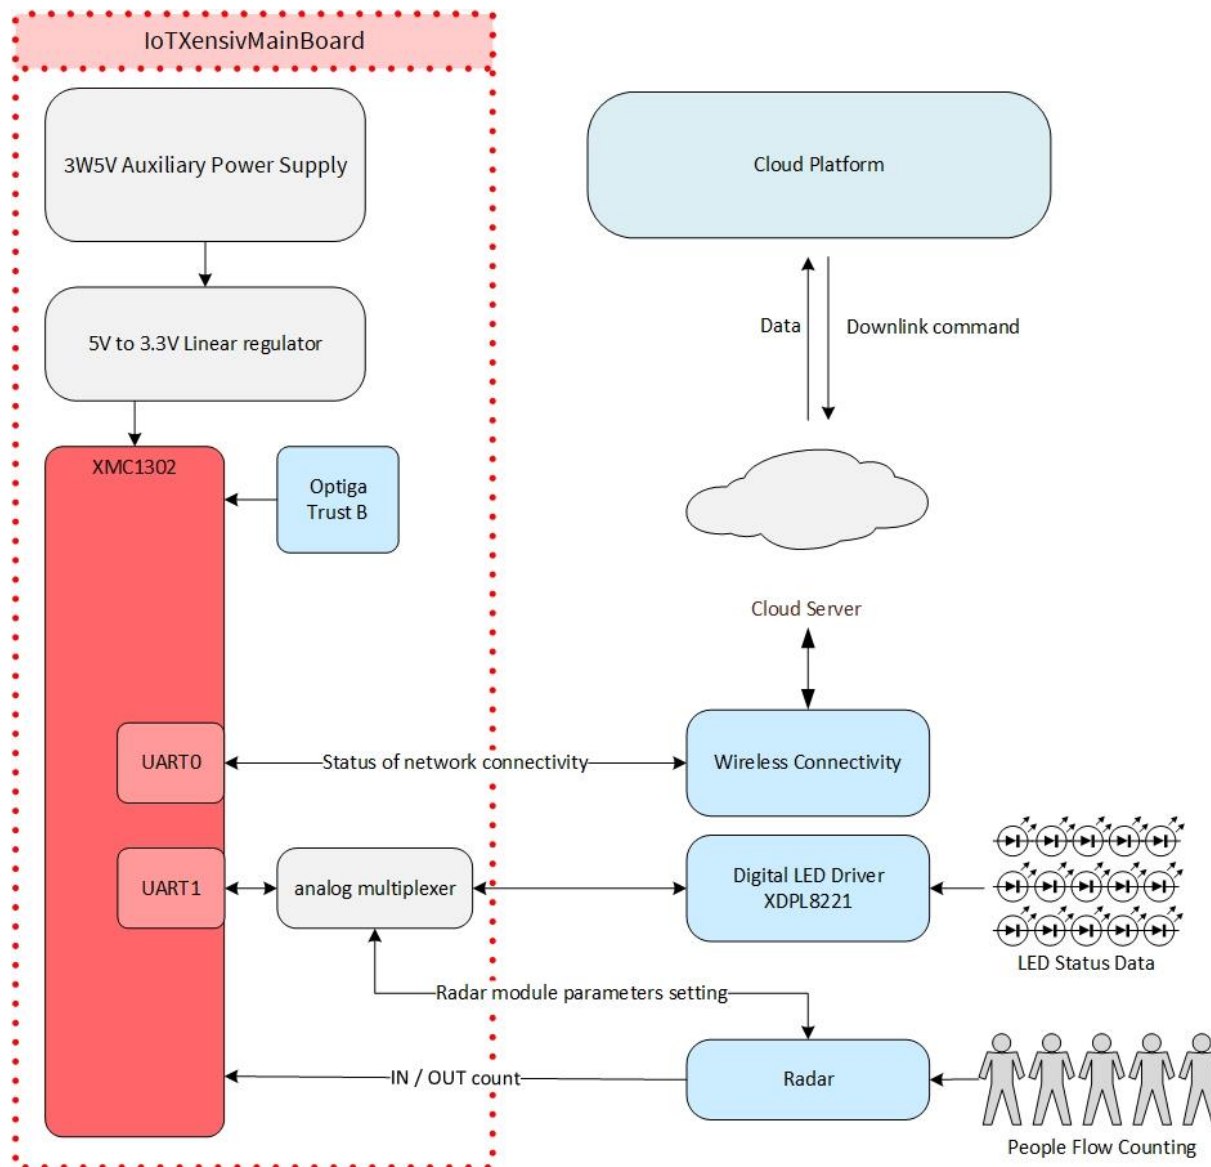 IoTXensivMainBoard
3W5V Auxiliary Power Supply
Cloud Platform
5V to 3.3V Linear regulator
Data
Downlink command
XMC1302
Optiga
Trust B
Cloud Server
UART0
Status of network connectivity
Wireless Connectivity
UART1
analog multiplexer
Digital LED Driver
XDPL8221
LED Status Data
Radar module parameters setting
IN / OUT count
Radar
People Flow Counting